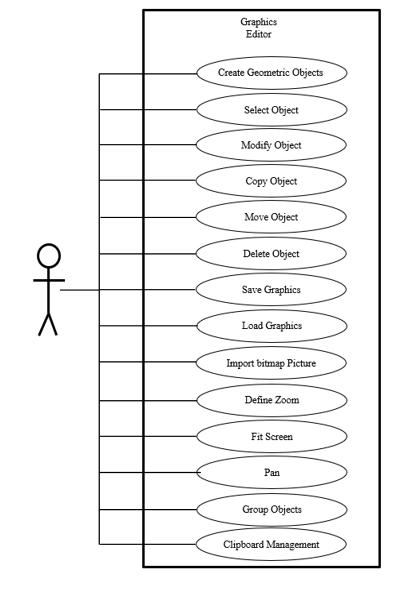 Graphics
Editor
Create Geometric Objects
Select Object
Modify Object
Copy Object
Move Object
Delete Object
Save Graphics
Load Graphics
Import bitmap Picture
Define Zoom
Fit Screen
Pan
Group Objects
Clipboard Management